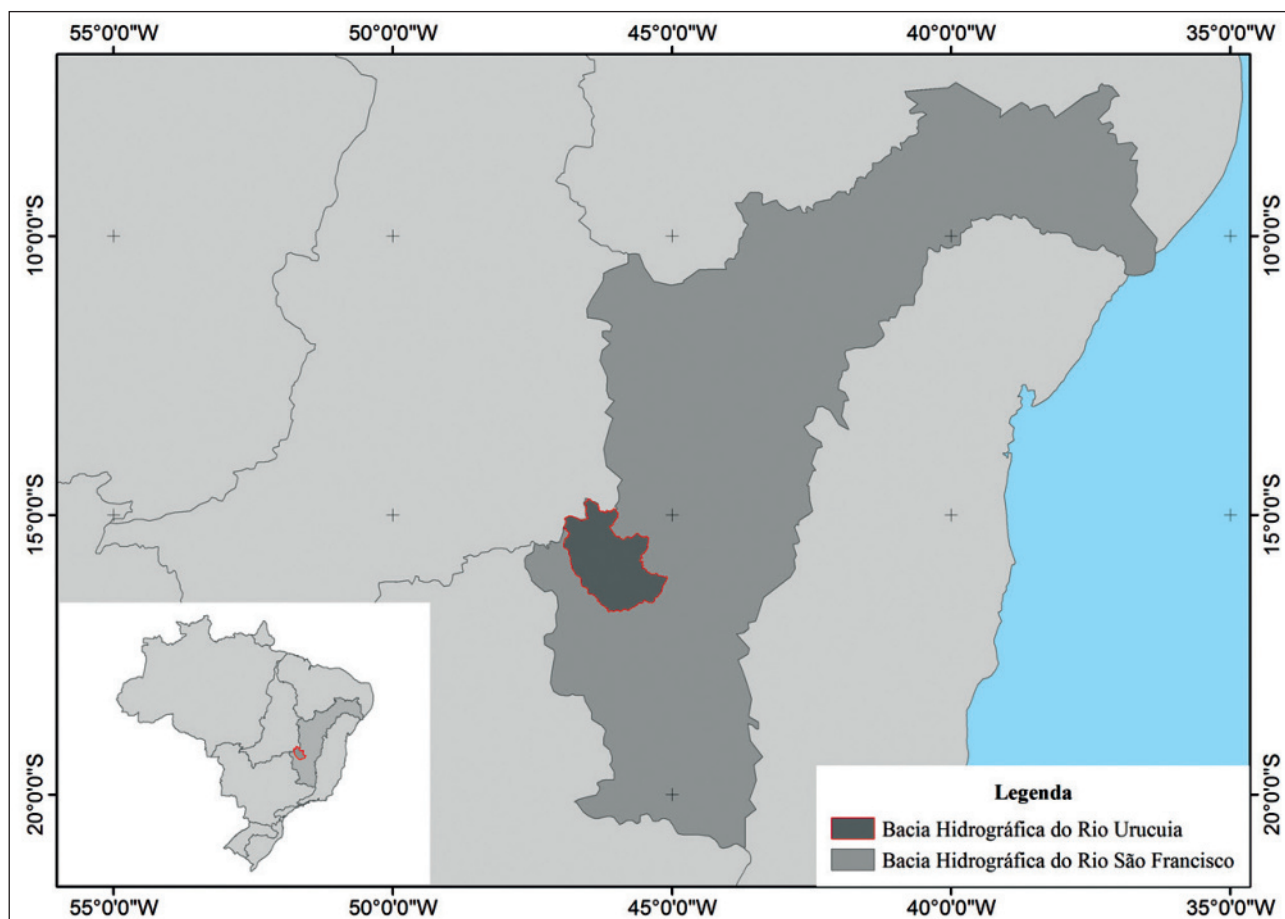 55°0'0"W 50°0'0"W 45°0'0"W 40°0'0"W 35°0'0"W
10°0'0"S 10°0'0"S
15°0'0"S 15°0'0"S
20°0'0"S 20°0'0"S
Legenda
Bacia Hidrográfica do Rio Urucuia
Bacia Hidrográfica do Rio São Francisco
55°0'0"W 50°0'0"W 45°0'0"W 40°0'0"W 35°0'0"W